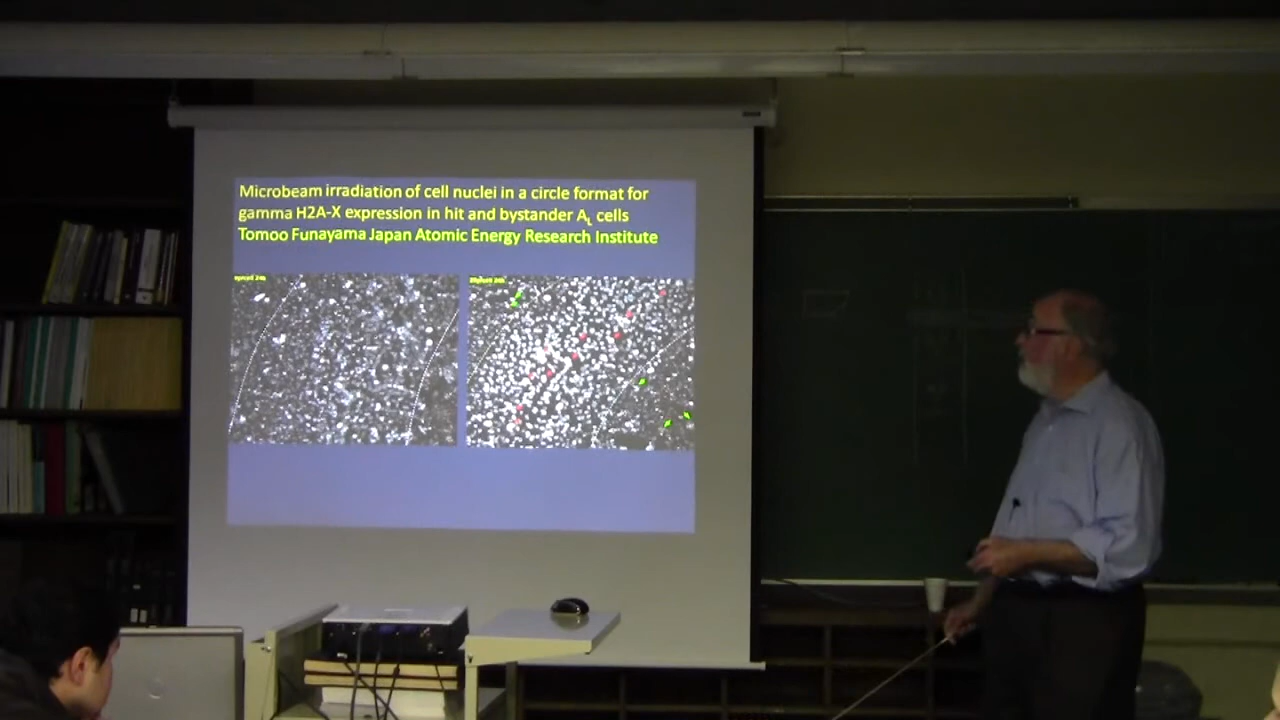 Microbeam irradiation of cell nuclei in a circle format for
gamma H2A-X expression in hit and bystander AL cells
Tomoo Funayama Japan Atomic Energy Research Institute